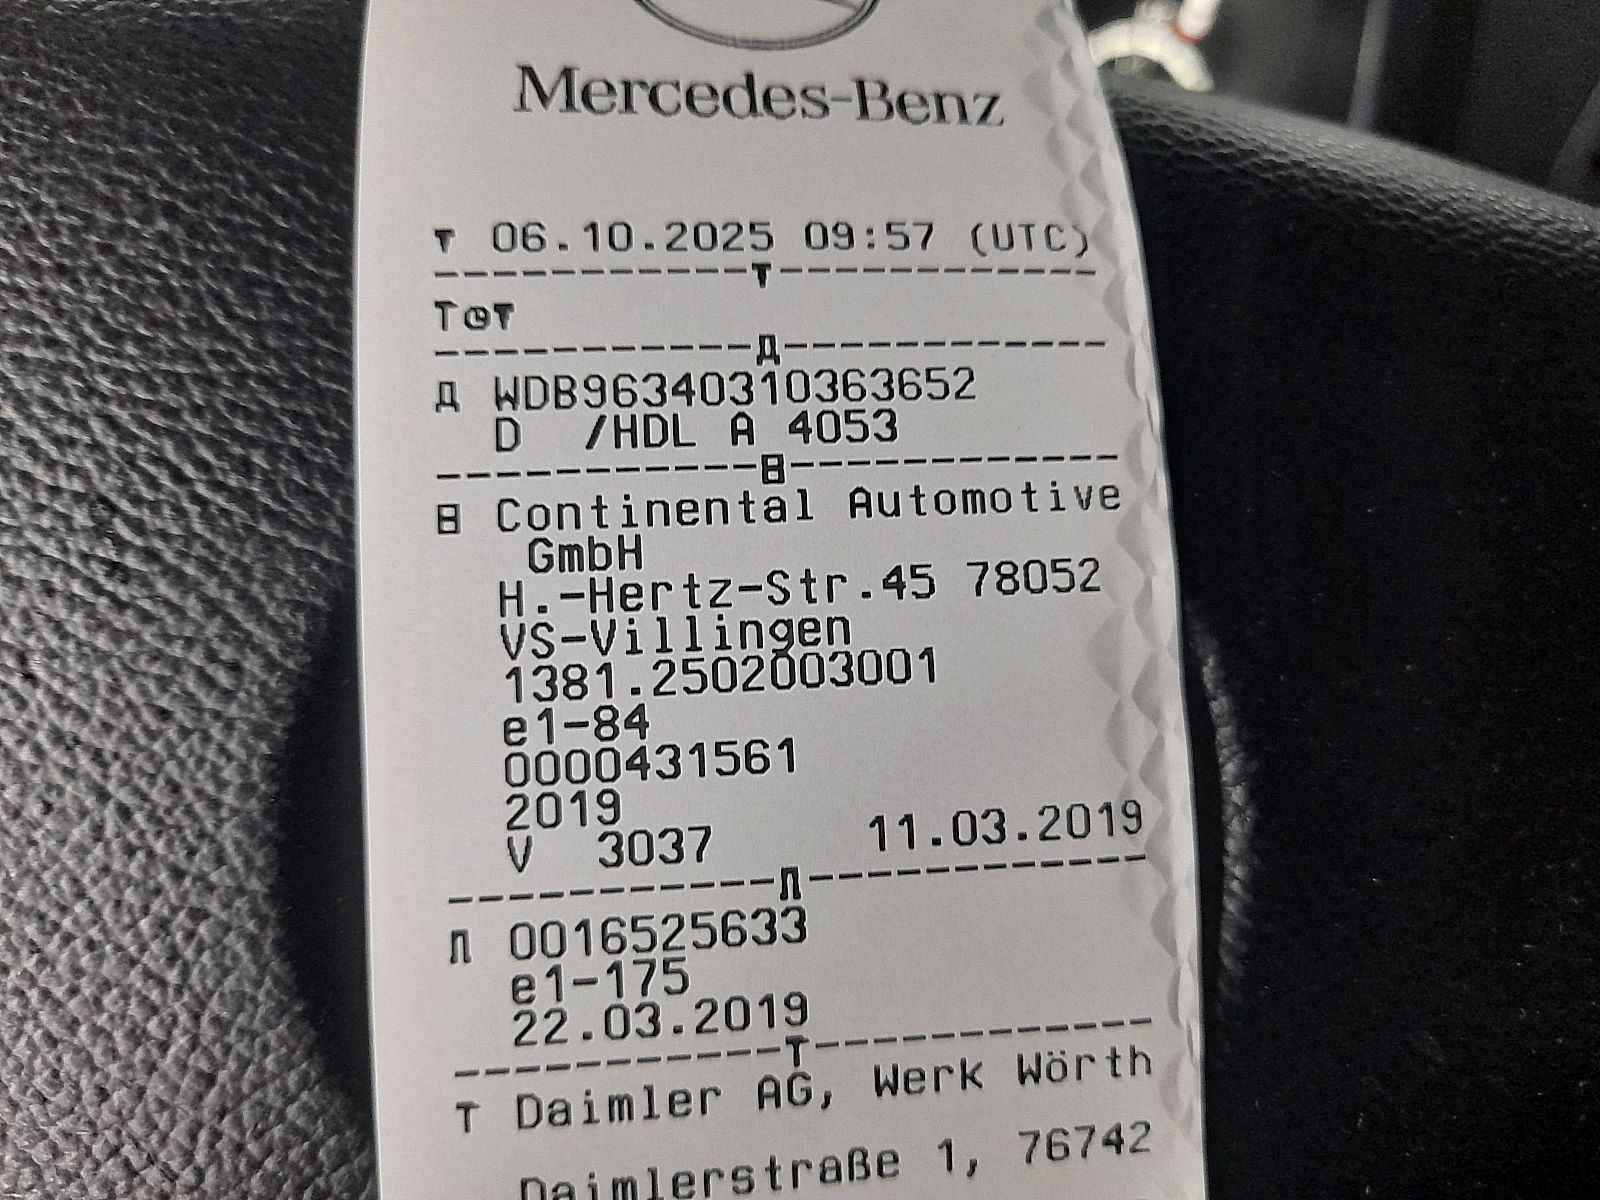 Mercedes-Benz
▼ 06.10.2025 09:57 (UTC)
-----------▼-----------
T◷▼
-----------Д-----------
Д WDB96340310363652
D /HDL A 4053
-----------B-----------
B Continental Automotive
GmbH
H.-Hertz-Str.45 78052
VS-Villingen
1381.2502003001
e1-84
0000431561
2019
V 3037 11.03.2019
-----------Л-----------
Л 0016525633
e1-175
22.03.2019
-----------T-----------
T Daimler AG, Werk Wörth
Daimlerstraße 1, 76742